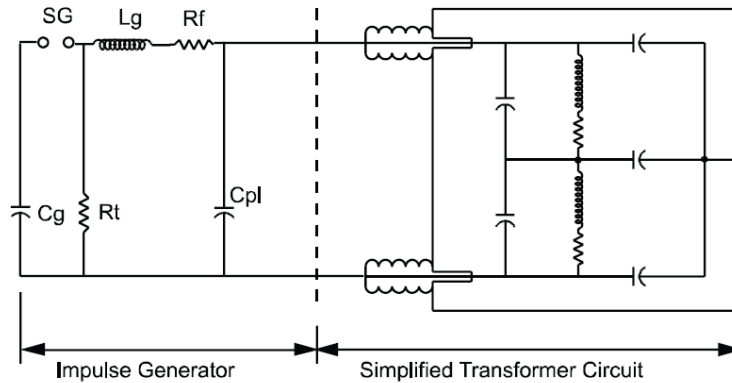 SG
Lg
Rf
Cg
Rt
Cpl
Impulse Generator
Simplified Transformer Circuit